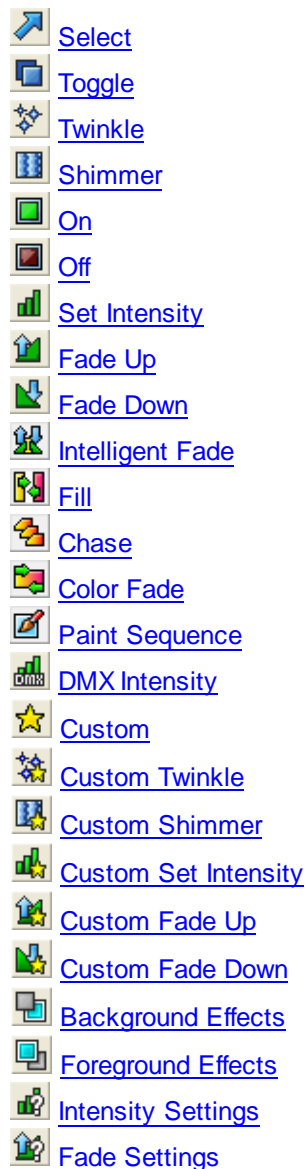 Select
Toggle
Twinkle
Shimmer
On
Off
Set Intensity
Fade Up
Fade Down
Intelligent Fade
Fill
Chase
Color Fade
Paint Sequence
DMX DMX Intensity
Custom
Custom Twinkle
Custom Shimmer
Custom Set Intensity
Custom Fade Up
Custom Fade Down
Background Effects
Foreground Effects
Intensity Settings
Fade Settings